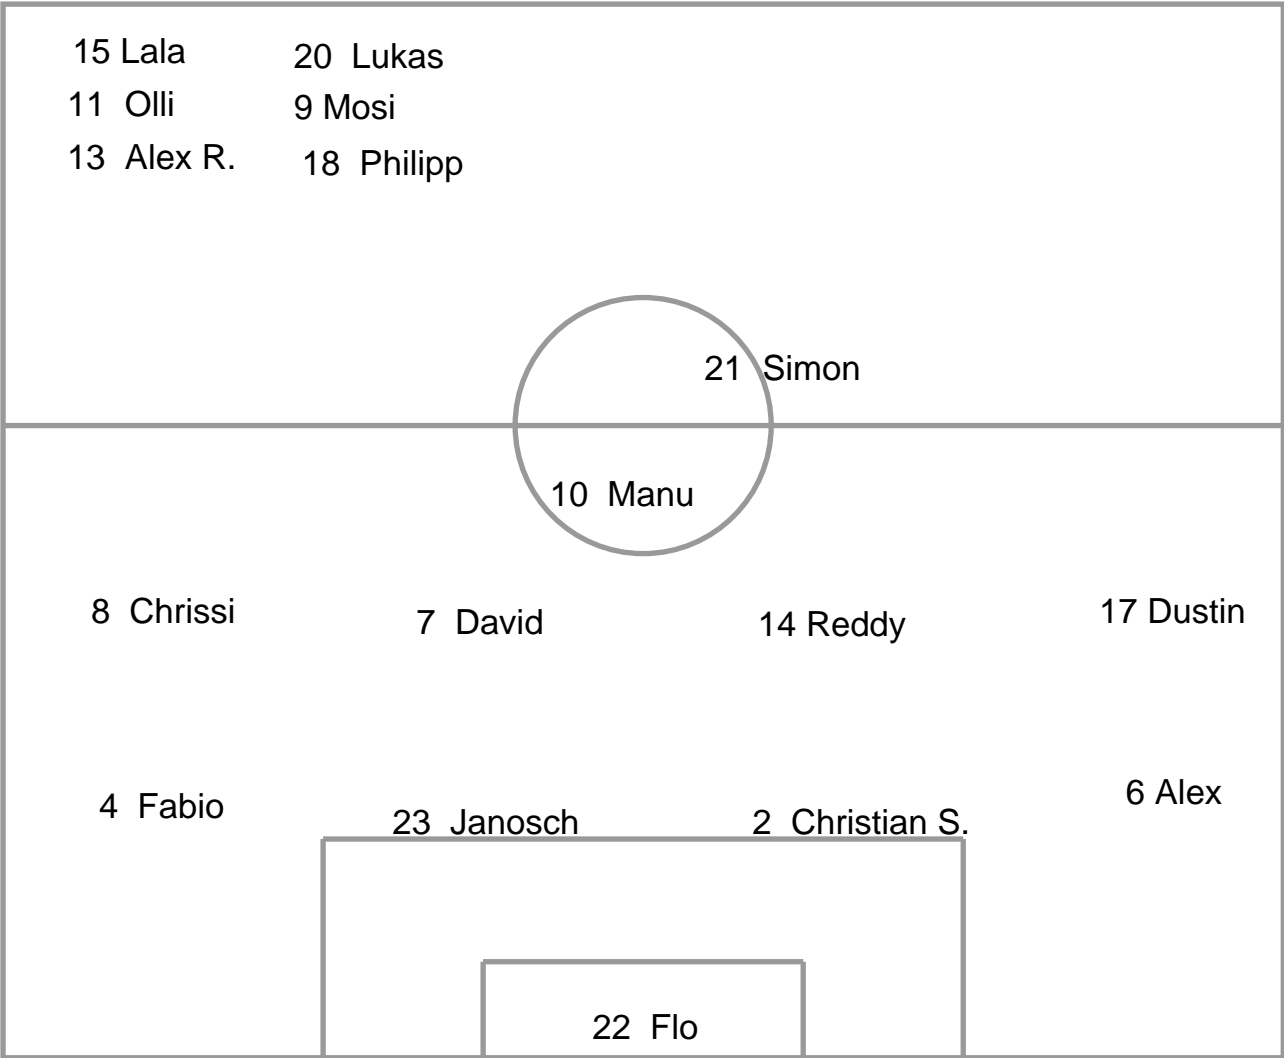 15 Lala
20 Lukas
11 Olli
9 Mosi
13 Alex R.
18 Philipp
21 Simon
10 Manu
8 Chrissi
7 David
14 Reddy
17 Dustin
4 Fabio
23 Janosch
2 Christian S.
6 Alex
22 Flo